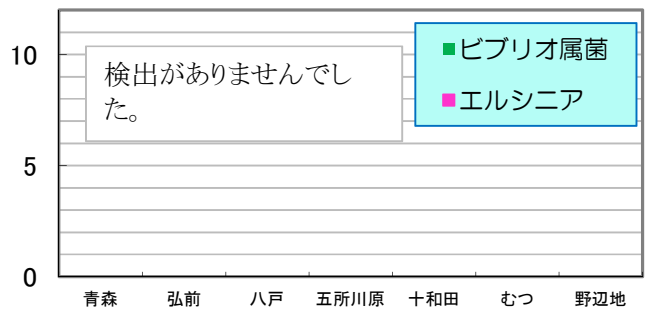 10
検出がありませんでし
た。
ビブリオ属菌
エルシニア
5
0
青森 弘前 八戸 五所川原 十和田 むつ 野辺地